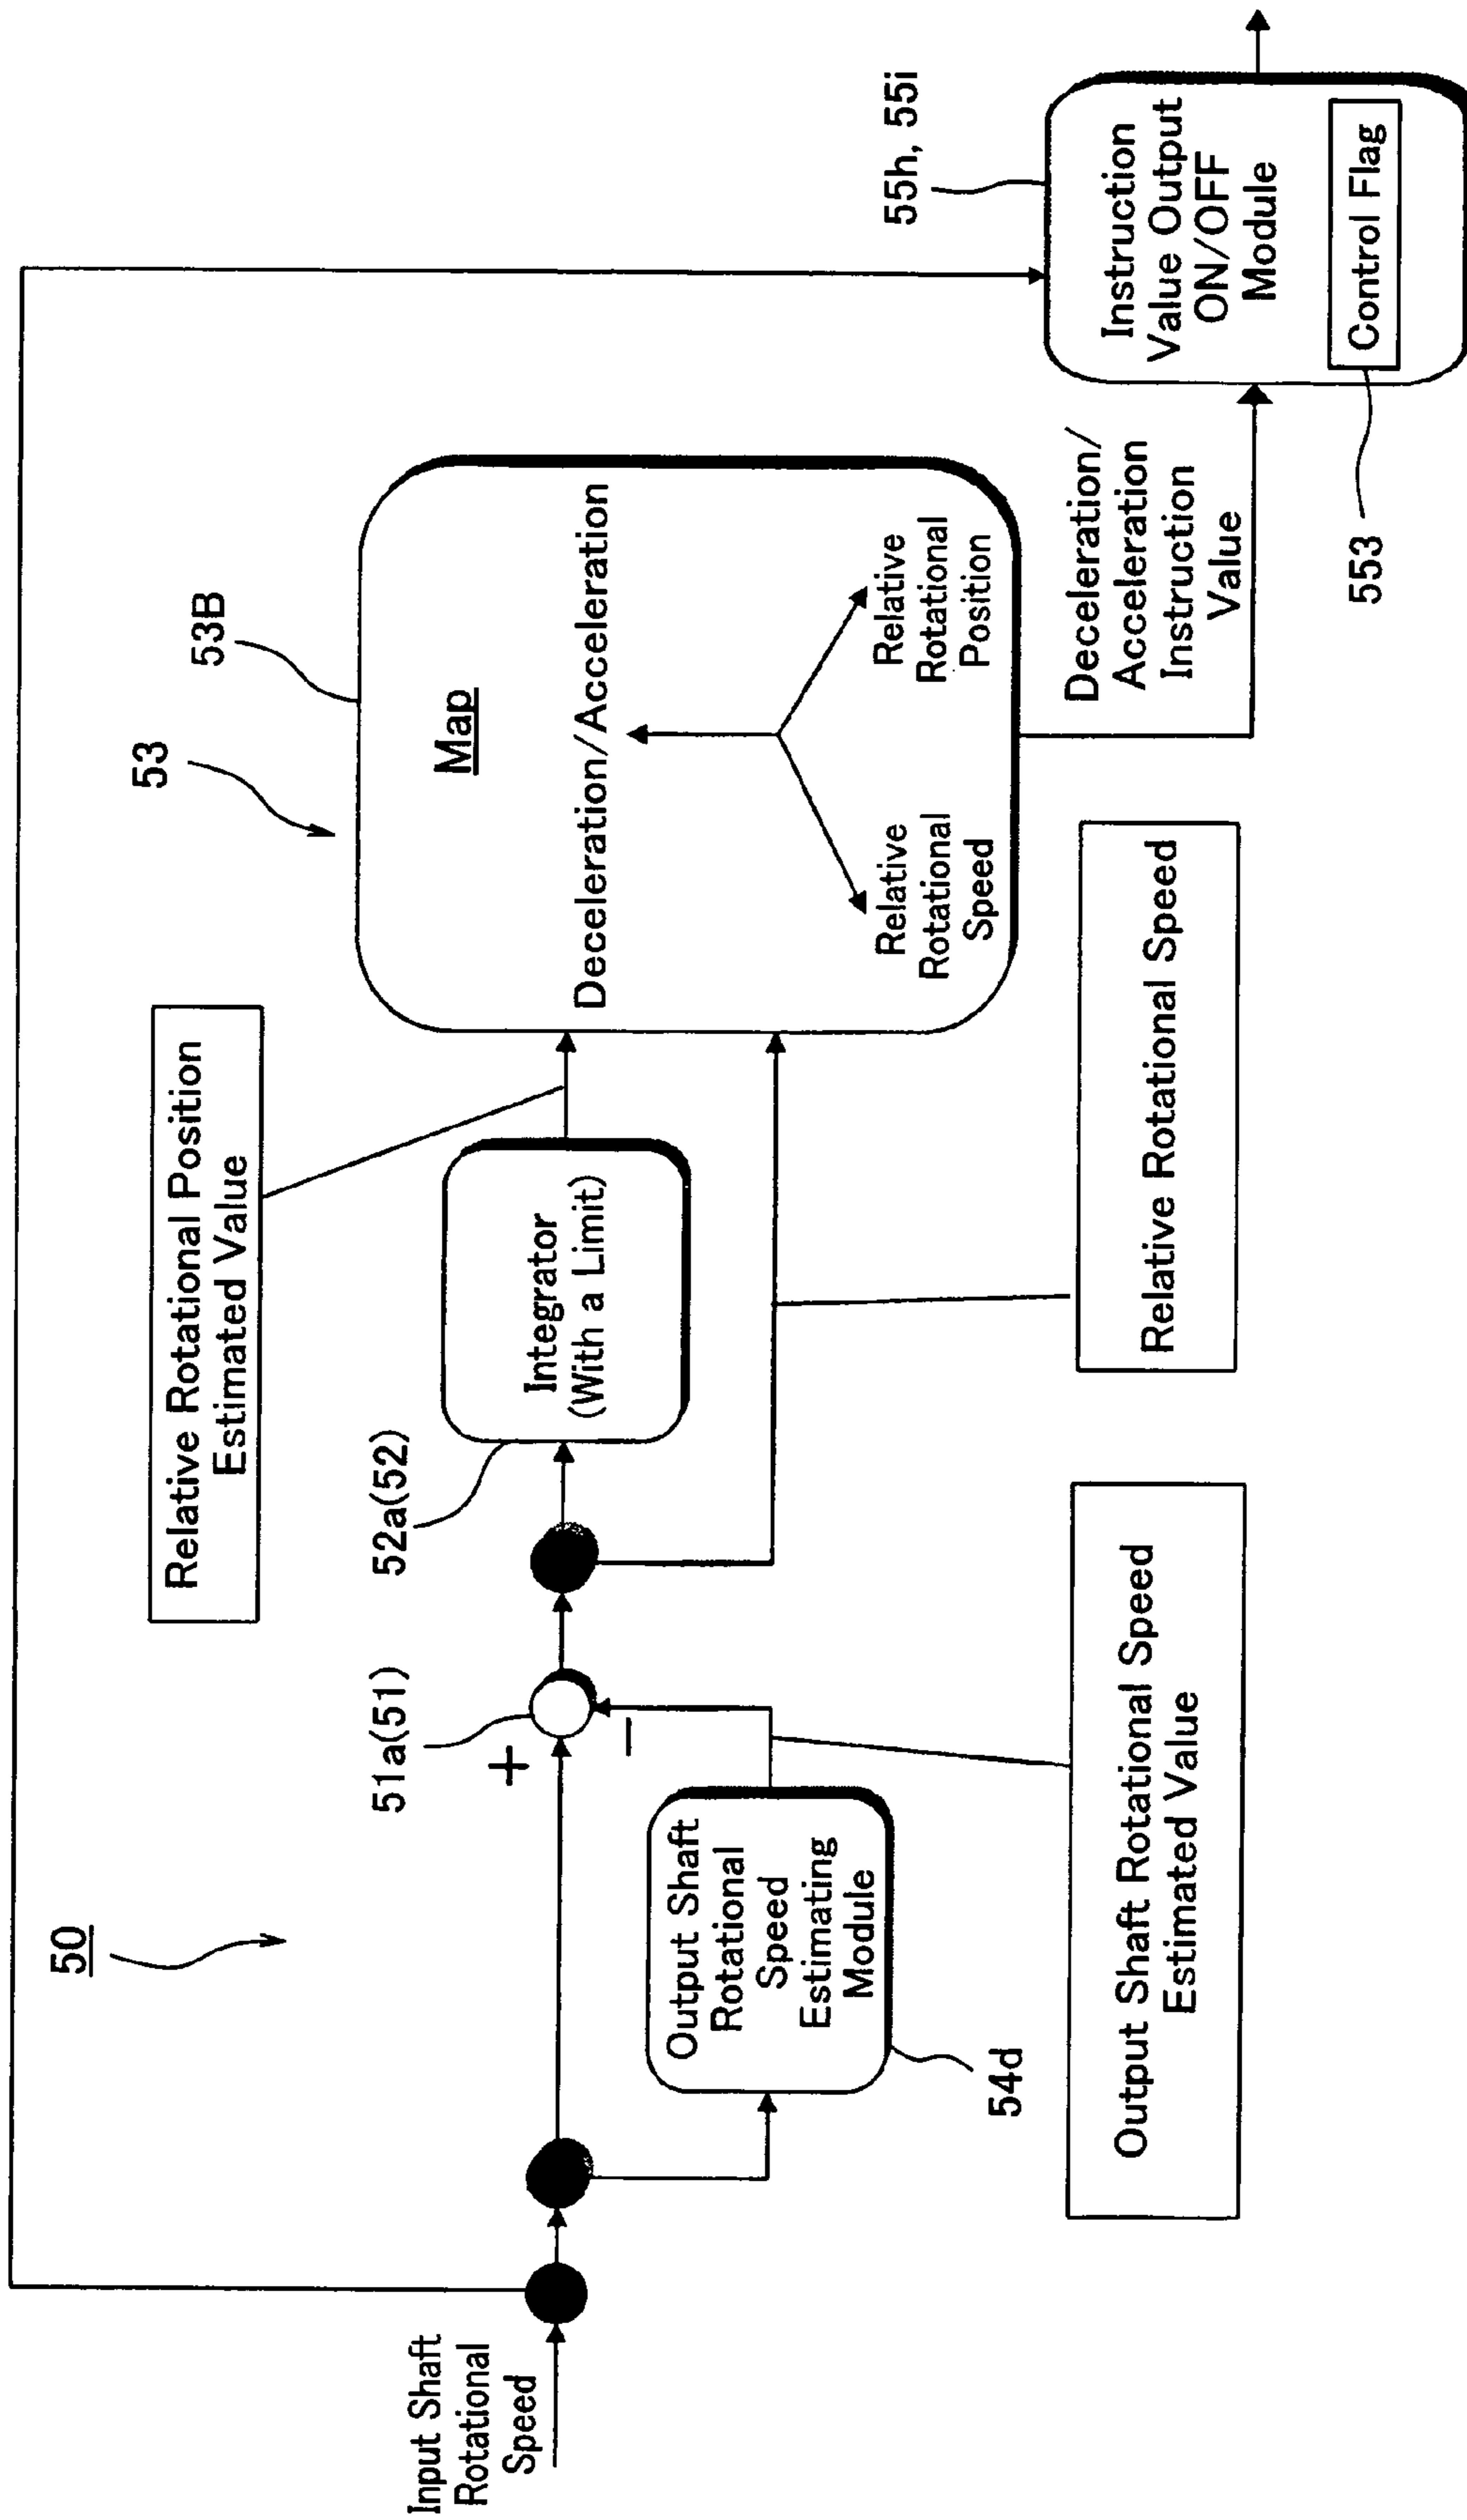 50
Input Shaft
Rotational
Speed
Output Shaft
Rotational
Speed
Estimating
Module
54d
+
−
51a(51)
Output Shaft Rotational Speed
Estimated Value
52a(52)
Integrator
(With a Limit)
Relative Rotational Position
Estimated Value
Relative Rotational Speed
53
53B
Map
Deceleration/Acceleration
Relative
Rotational
Speed
Relative
Rotational
Position
Deceleration/
Acceleration
Instruction
Value
55h, 55i
Instruction
Value Output
ON/OFF
Module
Control Flag
553